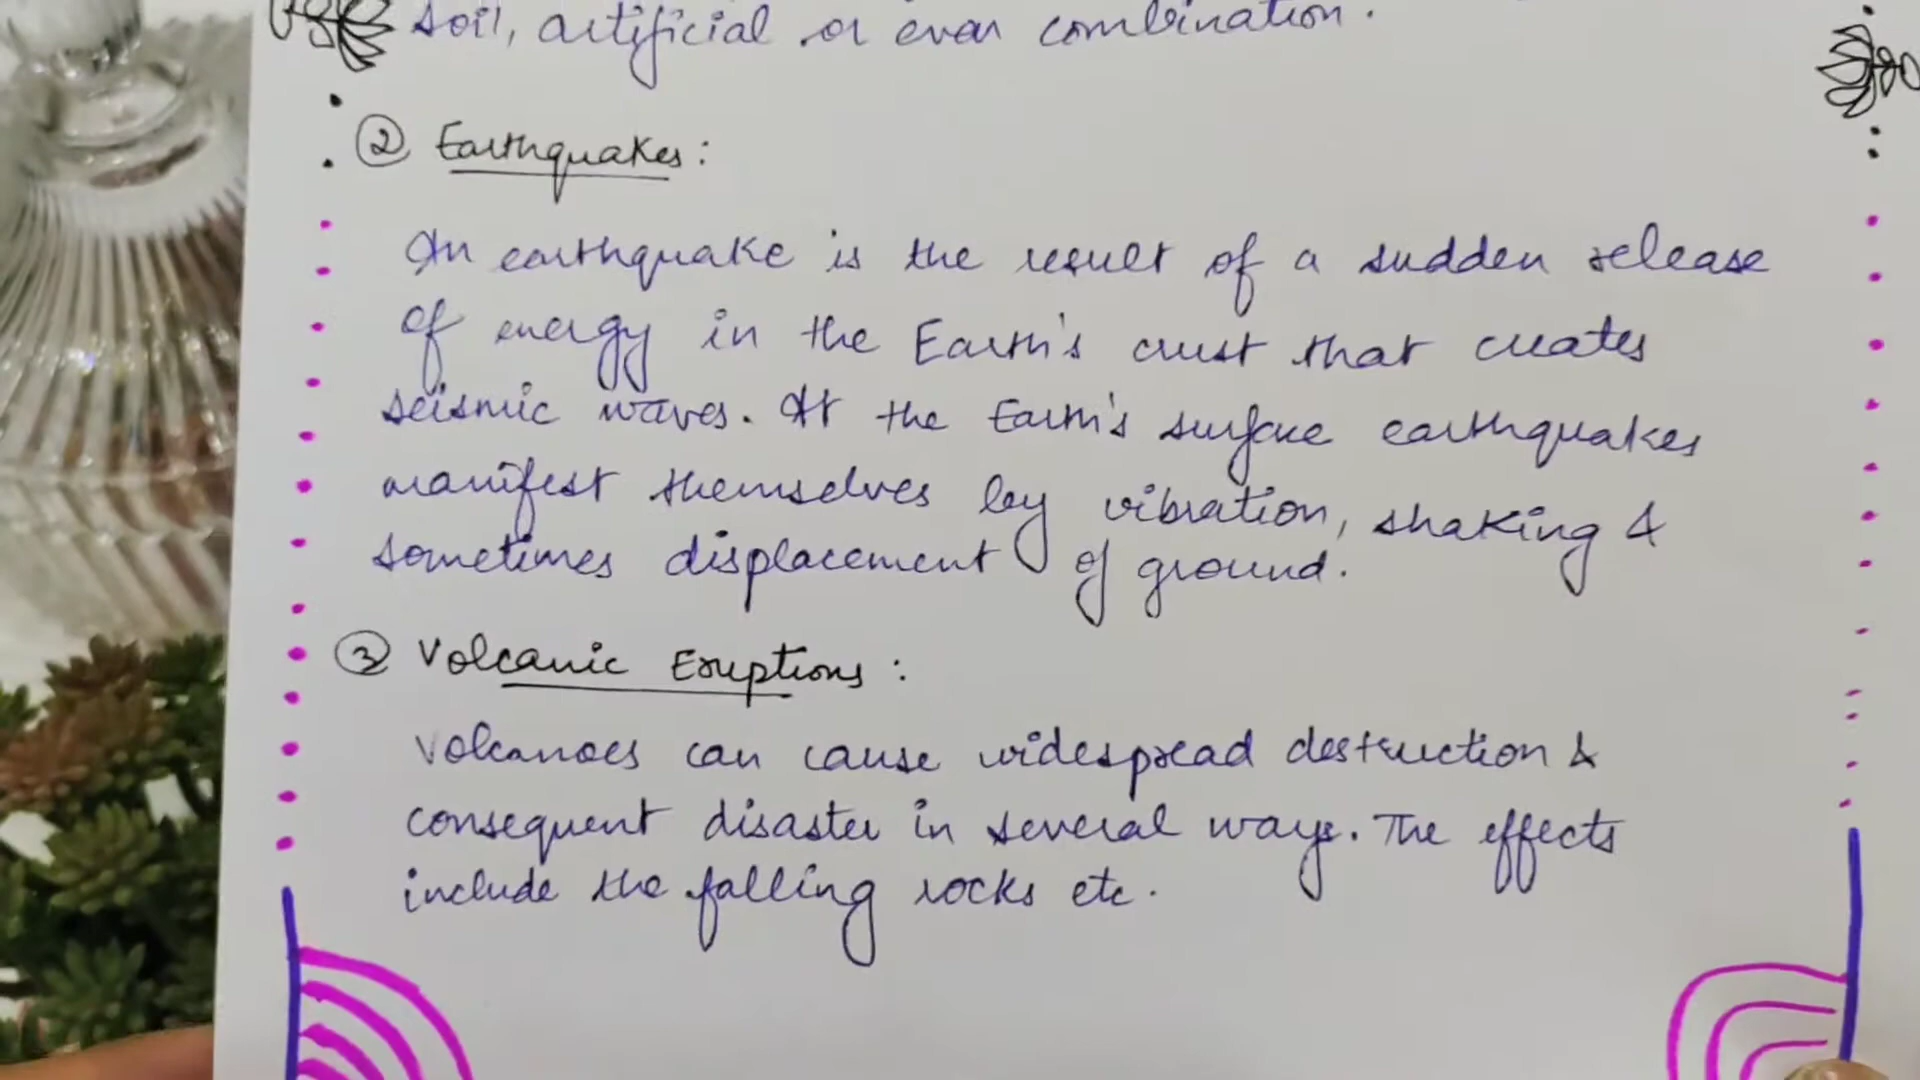 soil, artificial or even combination.
② Earthquakes:
An earthquake is the result of a sudden release
of energy in the Earth's crust that creates
seismic waves. At the Earth's surface earthquakes
manifest themselves by vibration, shaking &
sometimes displacement of ground.
③ Volcanic Eruptions:
Volcanoes can cause widespread destruction &
consequent disaster in several ways. The effects
include the falling rocks etc.